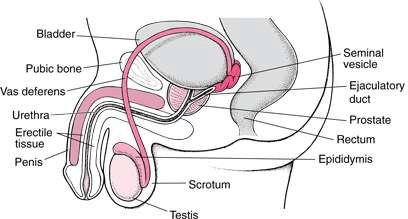 Bladder
Pubic bone
Vas deferens
Urethra
Erectile
tissue
Penis
Seminal
vesicle
Ejaculatory
duct
Prostate
Rectum
Epididymis
Scrotum
Testis